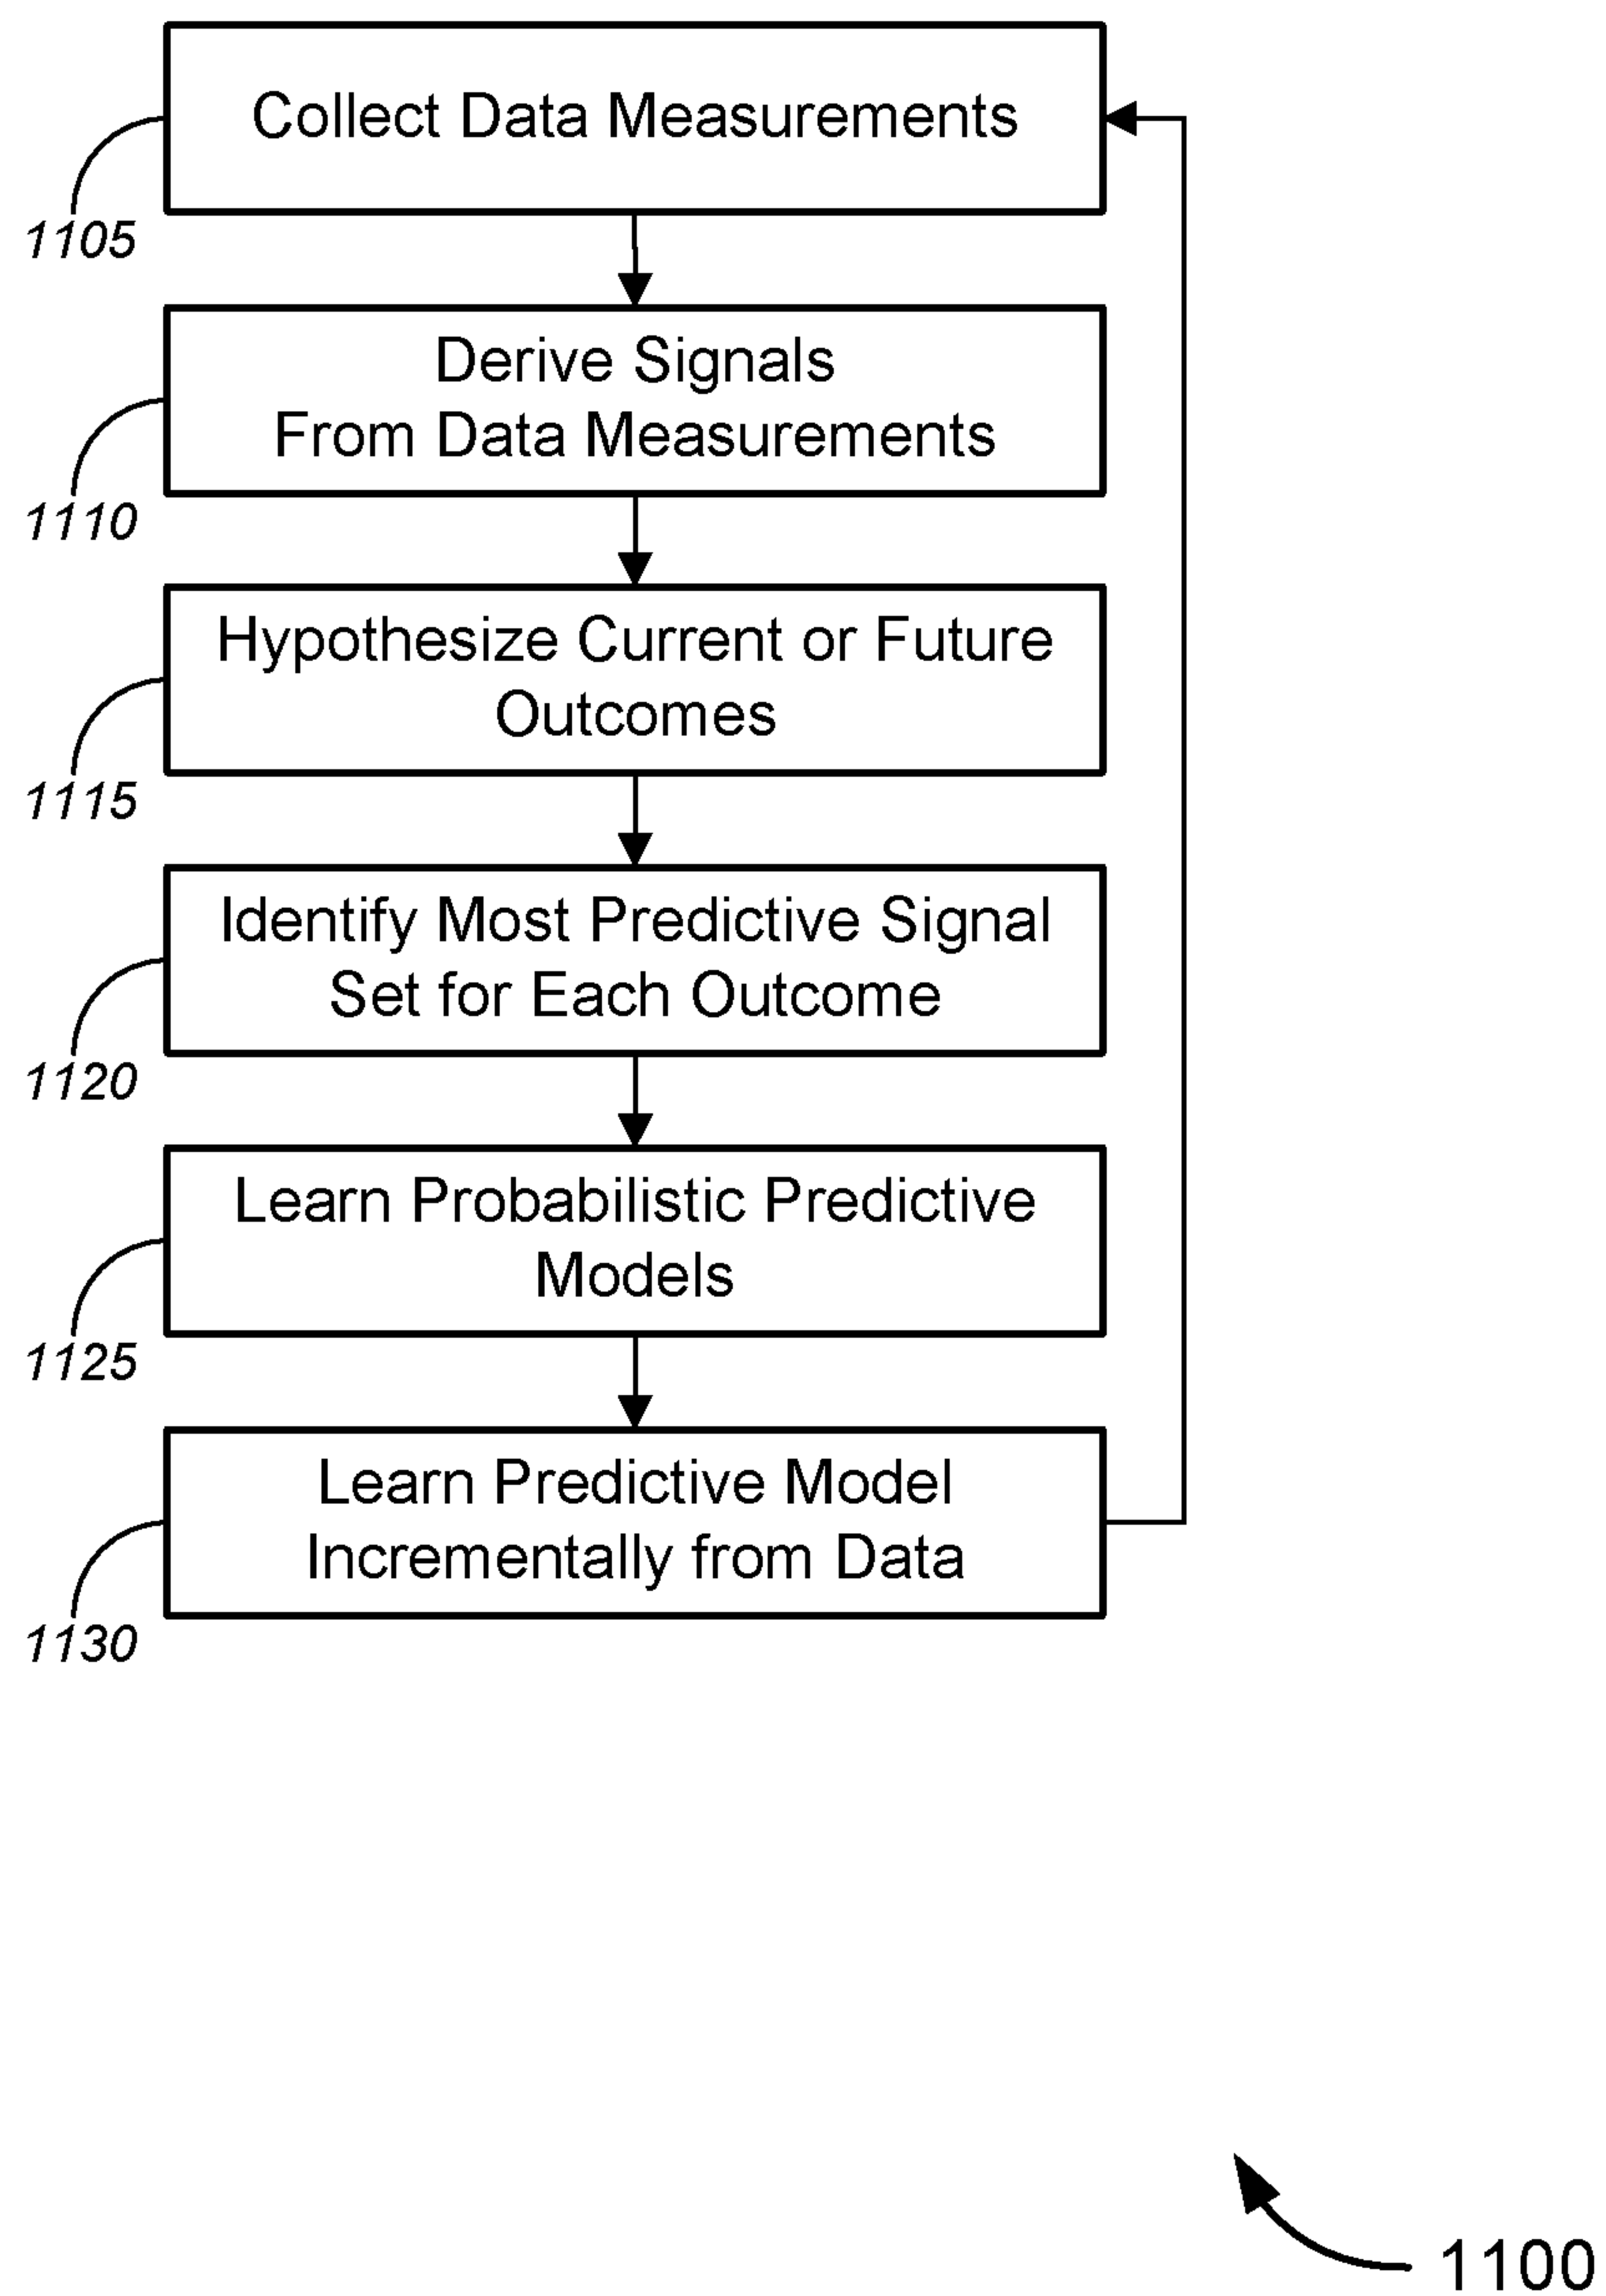 Collect Data Measurements
1105
Derive Signals
From Data Measurements
1110
Hypothesize Current or Future
Outcomes
1115
Identify Most Predictive Signal
Set for Each Outcome
1120
Learn Probabilistic Predictive
Models
1125
Learn Predictive Model
Incrementally from Data
1130
1100